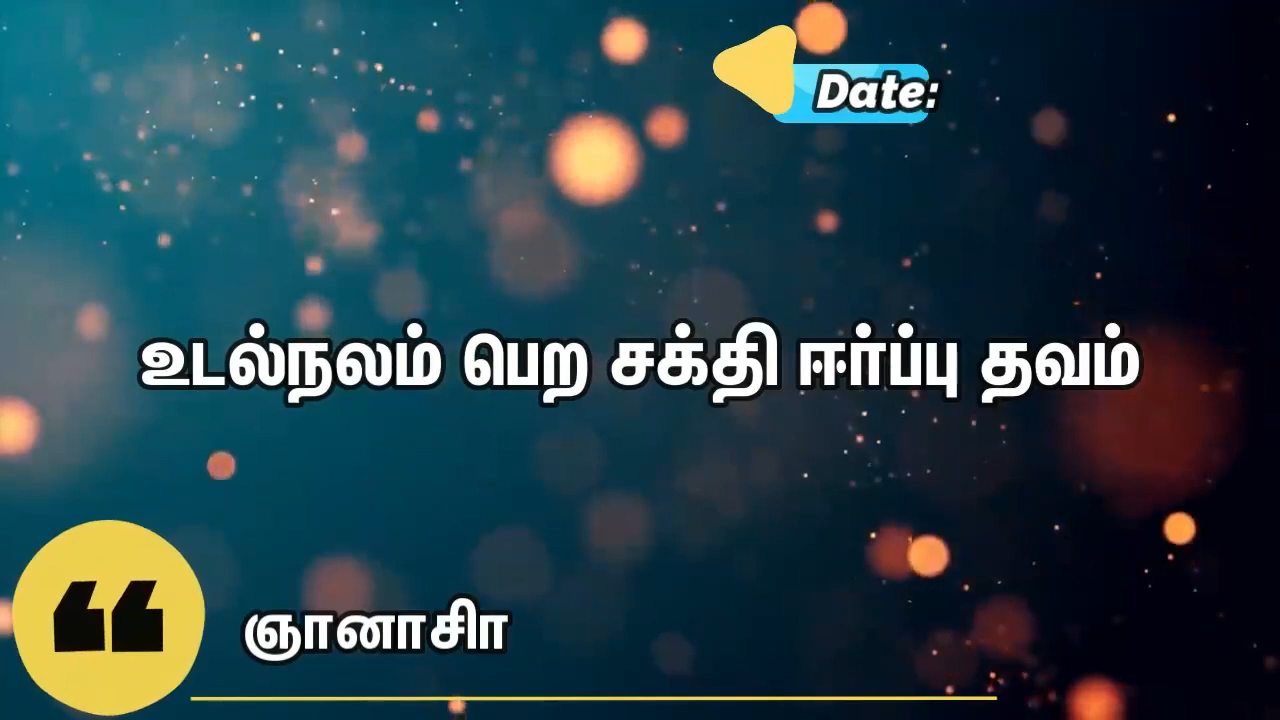 Date:
உடல்நலம் பெற சக்தி ஈர்ப்பு தவம்
ஞானாசிா